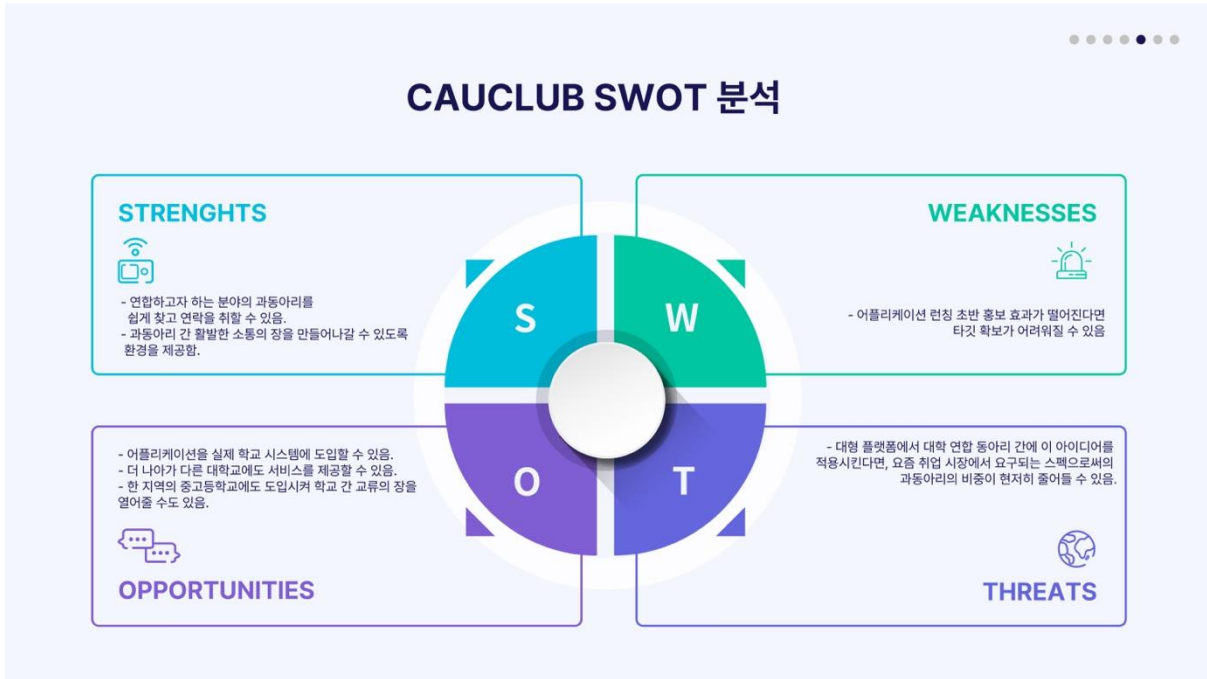 CAUCLUB SWOT 분석
STRENGHTS
- 연합하고자 하는 분야의 과동아리를
쉽게 찾고 연락을 취할 수 있음.
- 과동아리 간 활발한 소통의 장을 만들어나갈 수 있도록
환경을 제공함.
WEAKNESSES
- 어플리케이션 런칭 초반 홍보 효과가 떨어진다면
타깃 확보가 어려워질 수 있음
S
W
O
T
- 어플리케이션을 실제 학교 시스템에 도입할 수 있음.
- 더 나아가 다른 대학교에도 서비스를 제공할 수 있음.
- 한 지역의 중고등학교에도 도입시켜 학교 간 교류의 장을
열어줄 수도 있음.
OPPORTUNITIES
- 대형 플랫폼에서 대학 연합 동아리 간에 이 아이디어를
적용시킨다면, 요즘 취업 시장에서 요구되는 스펙으로써의
과동아리의 비중이 현저히 줄어들 수 있음.
THREATS